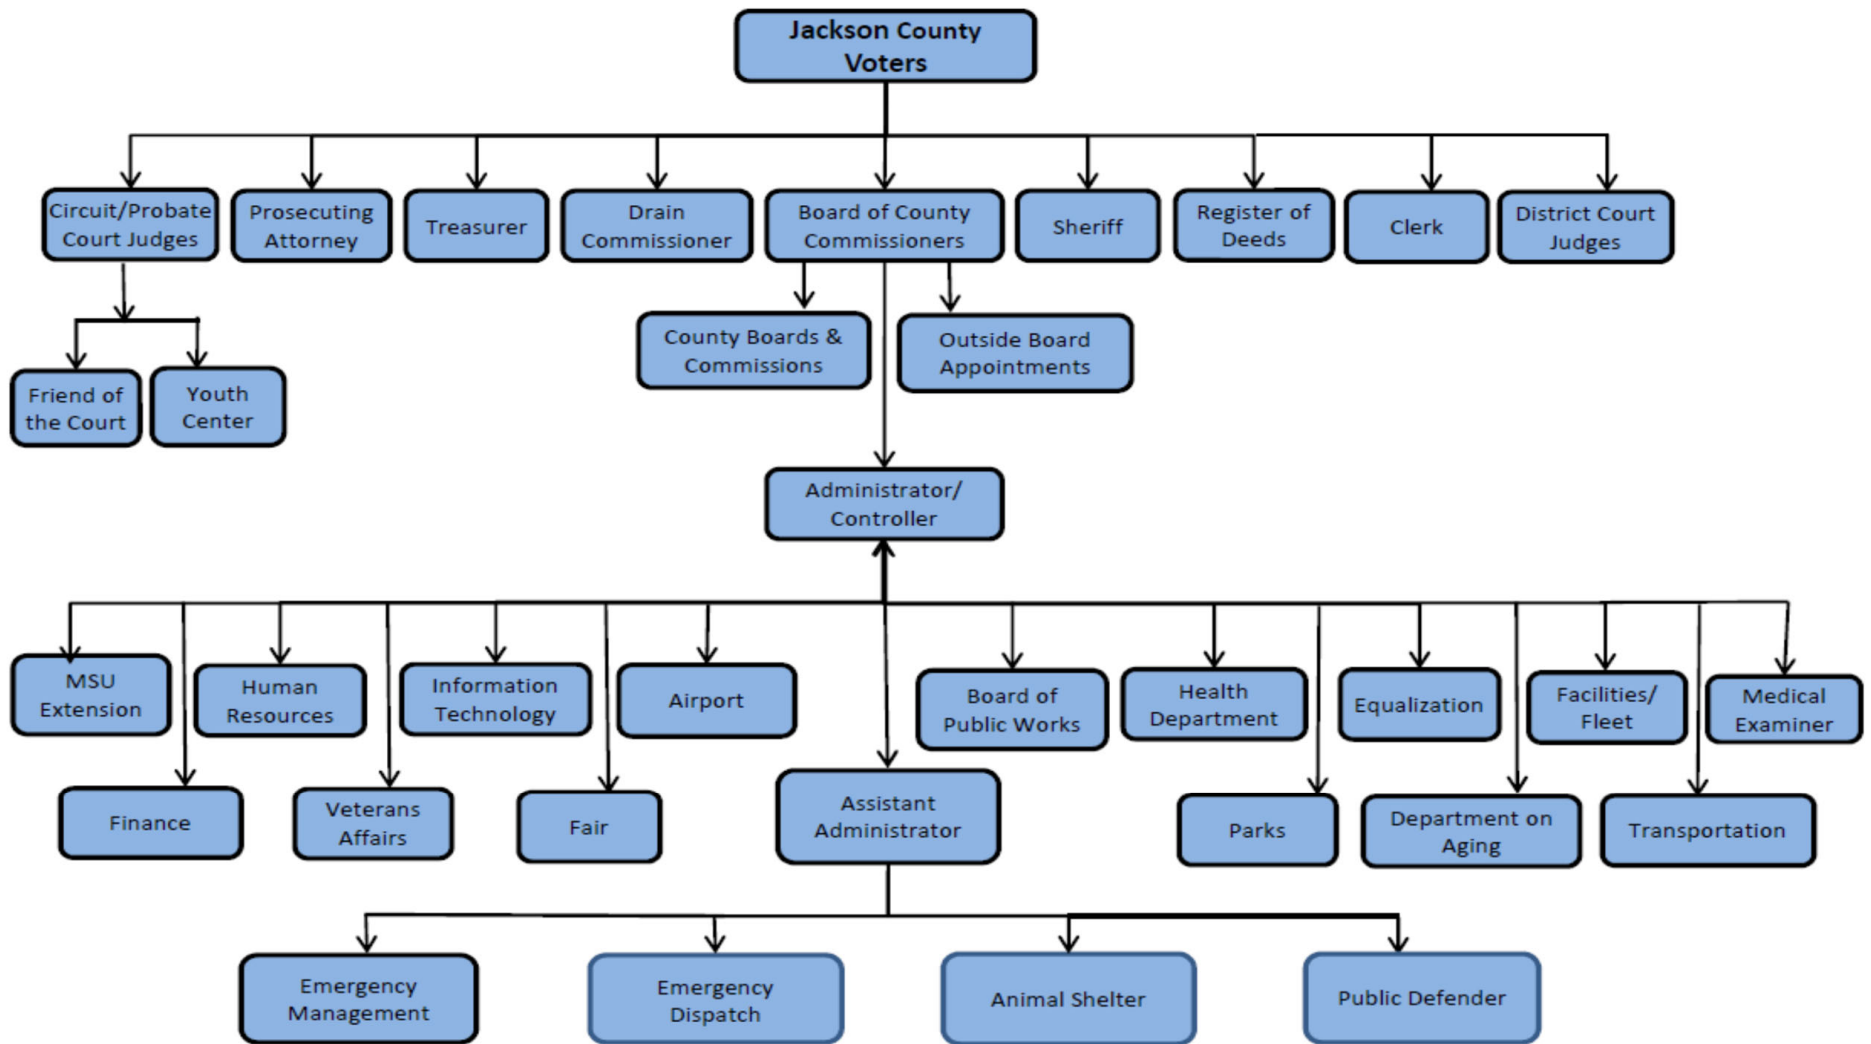 Jackson County
Voters
Circuit/Probate
Court Judges
Prosecuting
Attorney
Treasurer
Drain
Commissioner
Board of County
Commissioners
Sheriff
Register of
Deeds
Clerk
District Court
Judges
County Boards &
Commissions
Outside Board
Appointments
Friend of
the Court
Youth
Center
Administrator/
Controller
MSU
Extension
Human
Resources
Information
Technology
Airport
Board of
Public Works
Health
Department
Equalization
Facilities/
Fleet
Medical
Examiner
Finance
Veterans
Affairs
Fair
Assistant
Administrator
Parks
Department on
Aging
Transportation
Emergency
Management
Emergency
Dispatch
Animal Shelter
Public Defender